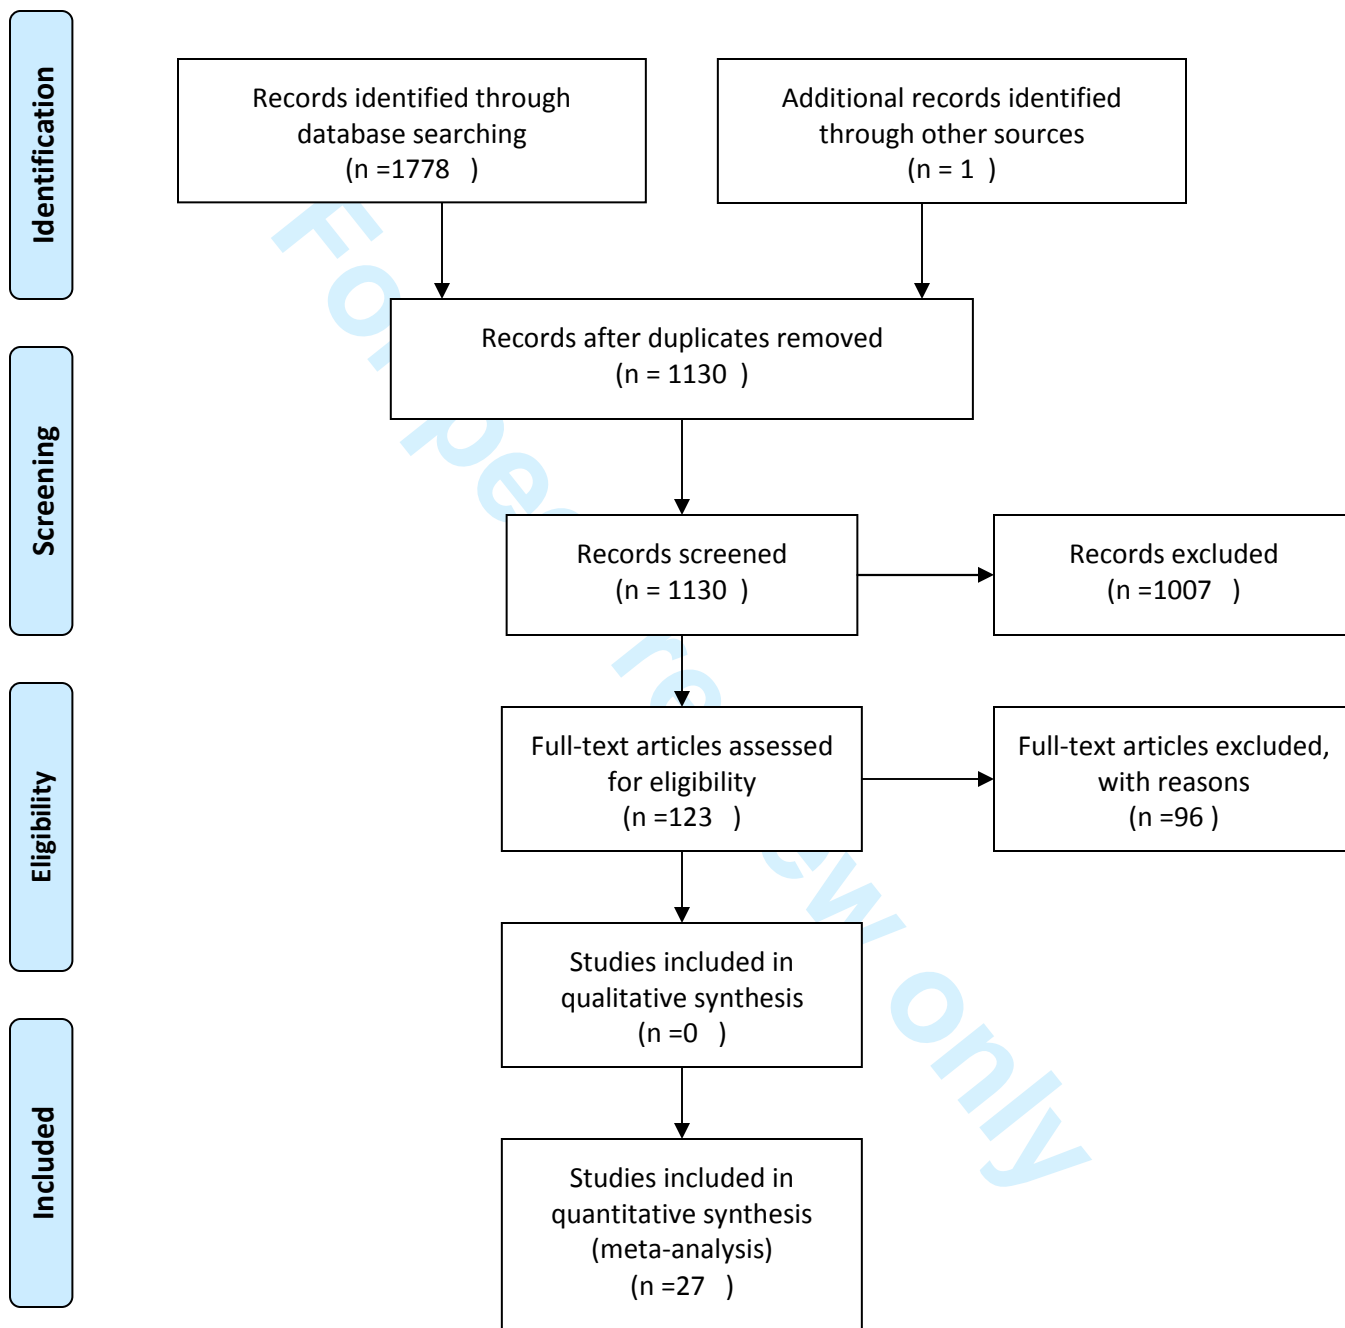 Identification
Records identified through
database searching
(n =1778   )
Additional records identified
through other sources
(n = 1  )
Records after duplicates removed
(n = 1130  )
Screening
Records screened
(n = 1130  )
Records excluded
(n =1007   )
Eligibility
Full-text articles assessed
for eligibility
(n =123   )
Full-text articles excluded,
with reasons
(n =96 )
Studies included in
qualitative synthesis
(n =0   )
Included
Studies included in
quantitative synthesis
(meta-analysis)
(n =27   )
For peer review only